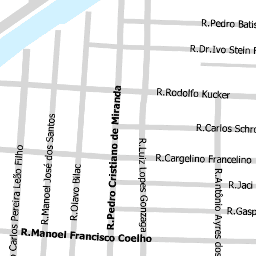 R.Pedro Batis
R.Dr.Ivo Stein F
R.Rodolfo Kucker
R.Carlos Schro
R.Cargelino Francelino
R.Jaci
R.Gasp
R.Manoel Francisco Coelho
o.Carlos Pereira Leão Filho
R.Manoel José dos Santos
R.Olavo Bilac
R.Pedro Cristiano de Miranda
R.Luiz Lopes Gonzaga
R.Antônio Ayres dos